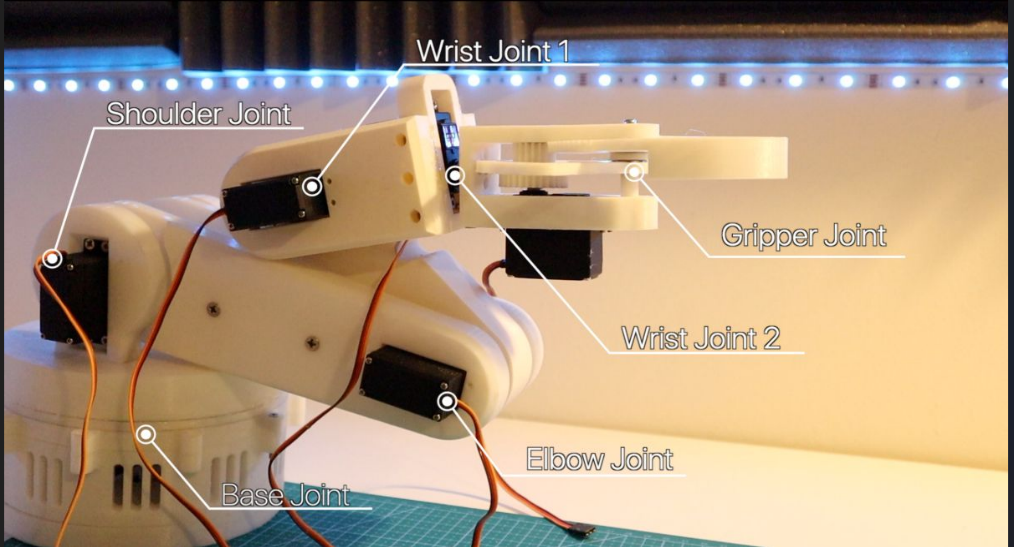 Wrist Joint 1
Shoulder Joint
Gripper Joint
Wrist Joint 2
Elbow Joint
Base Joint